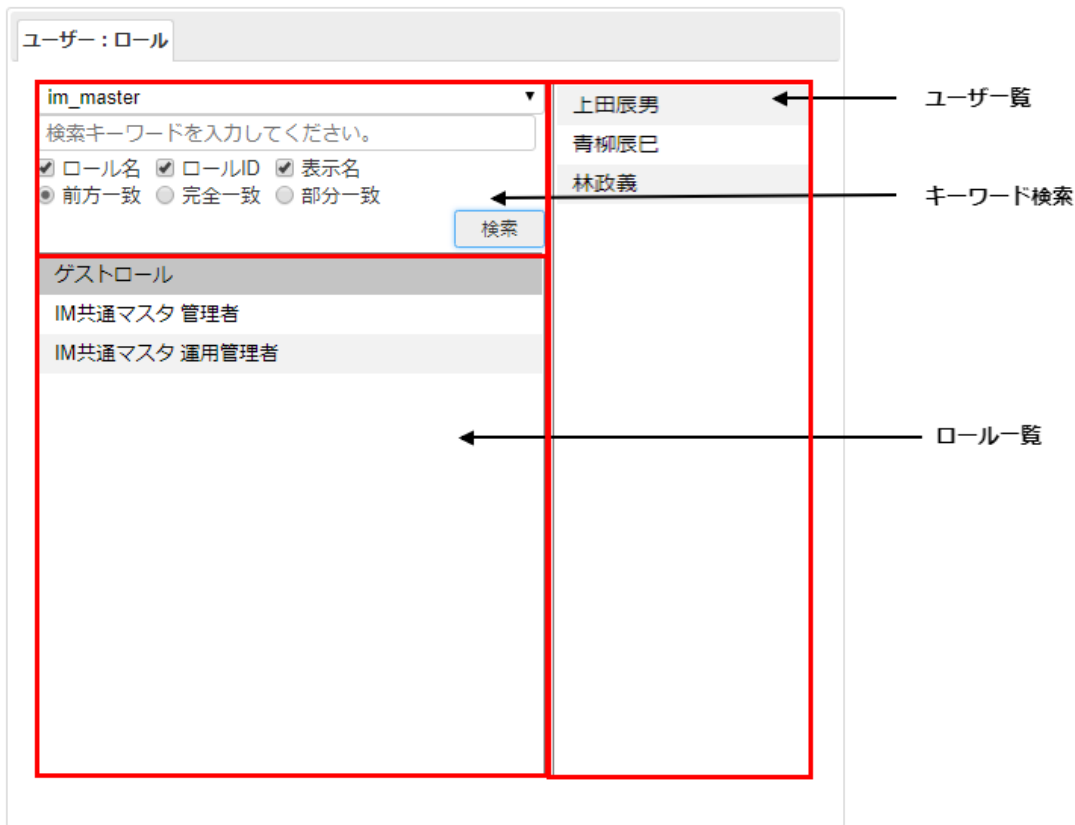 ユーザー：ロール
im_master
検索キーワードを入力してください。
ロール名 ロールID 表示名
前方一致 完全一致 部分一致
検索
ゲストロール
IM共通マスタ 管理者
IM共通マスタ 運用管理者
上田辰男
青柳辰巳
林政義
ユーザ一覧
キーワード検索
ロール一覧